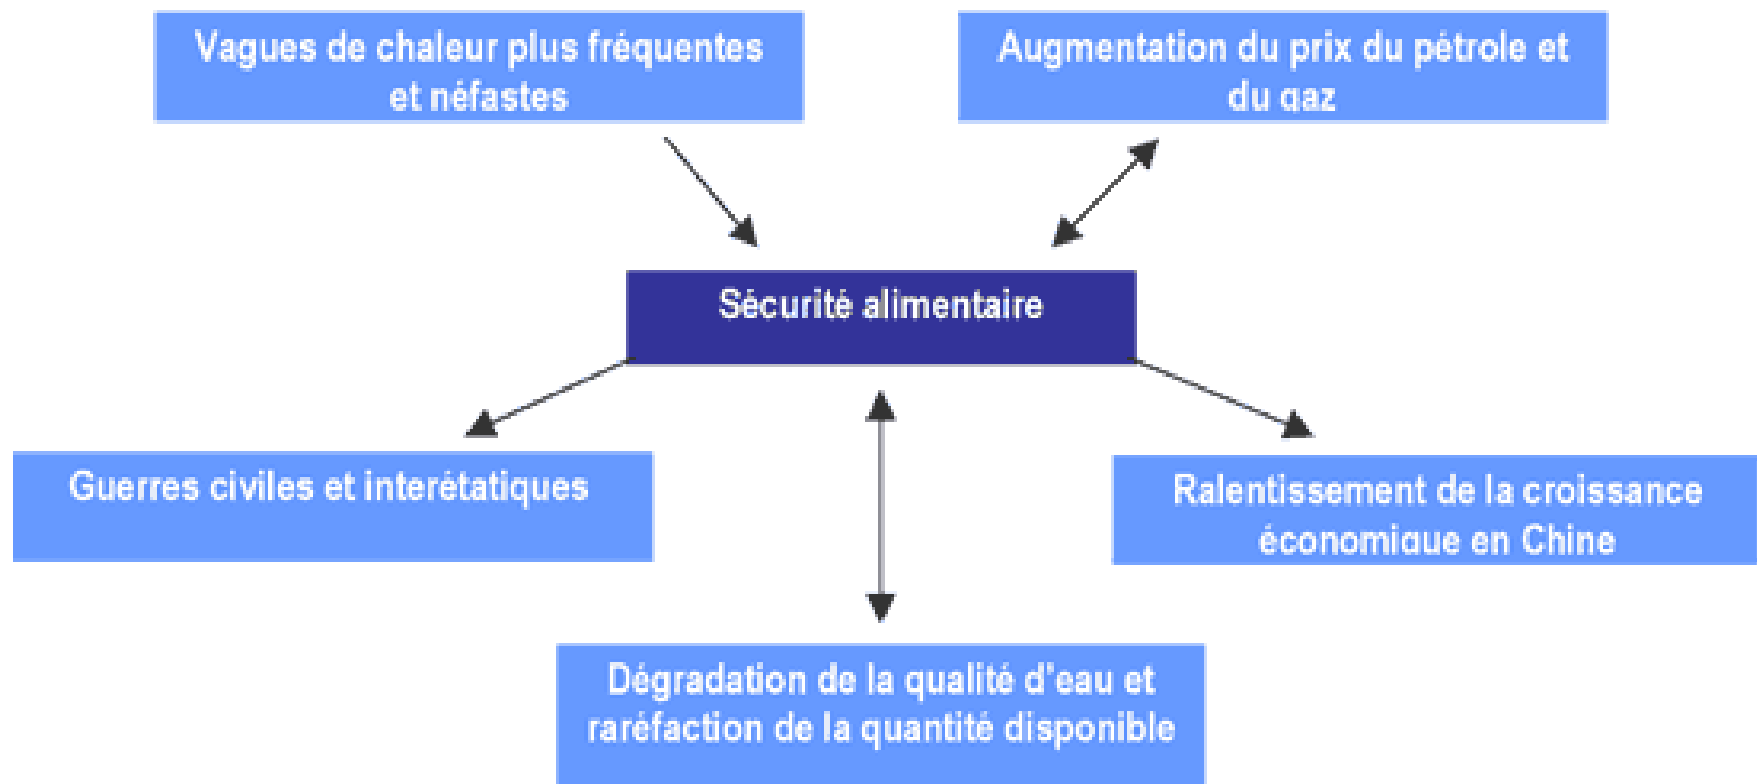 Vagues de chaleur plus fréquentes
et néfastes
Augmentation du prix du pétrole et
du gaz
Sécurité alimentaire
Guerres civiles et interétatiques
Ralentissement de la croissance
économique en Chine
Dégradation de la qualité d'eau et
raréfaction de la quantité disponible